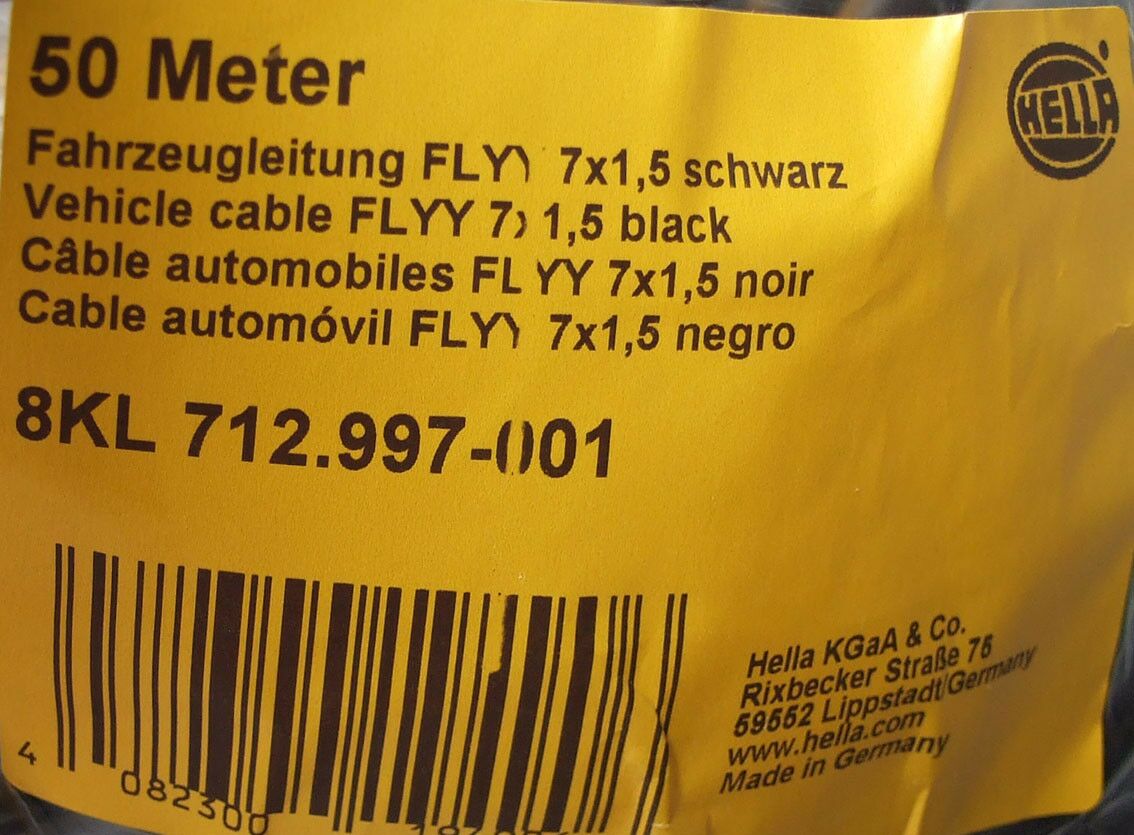 50 Meter
HELLA
Fahrzeugleitung FLYY 7x1,5 schwarz
Vehicle cable FLYY 7x1,5 black
Câble automobiles FLYY 7x1,5 noir
Cable automóvil FLYY 7x1,5 negro
8KL 712.997-001
Hella KGaA & Co.
Rixbecker Straße 75
59552 Lippstadt/Germany
www.hella.com
Made in Germany
4
082300